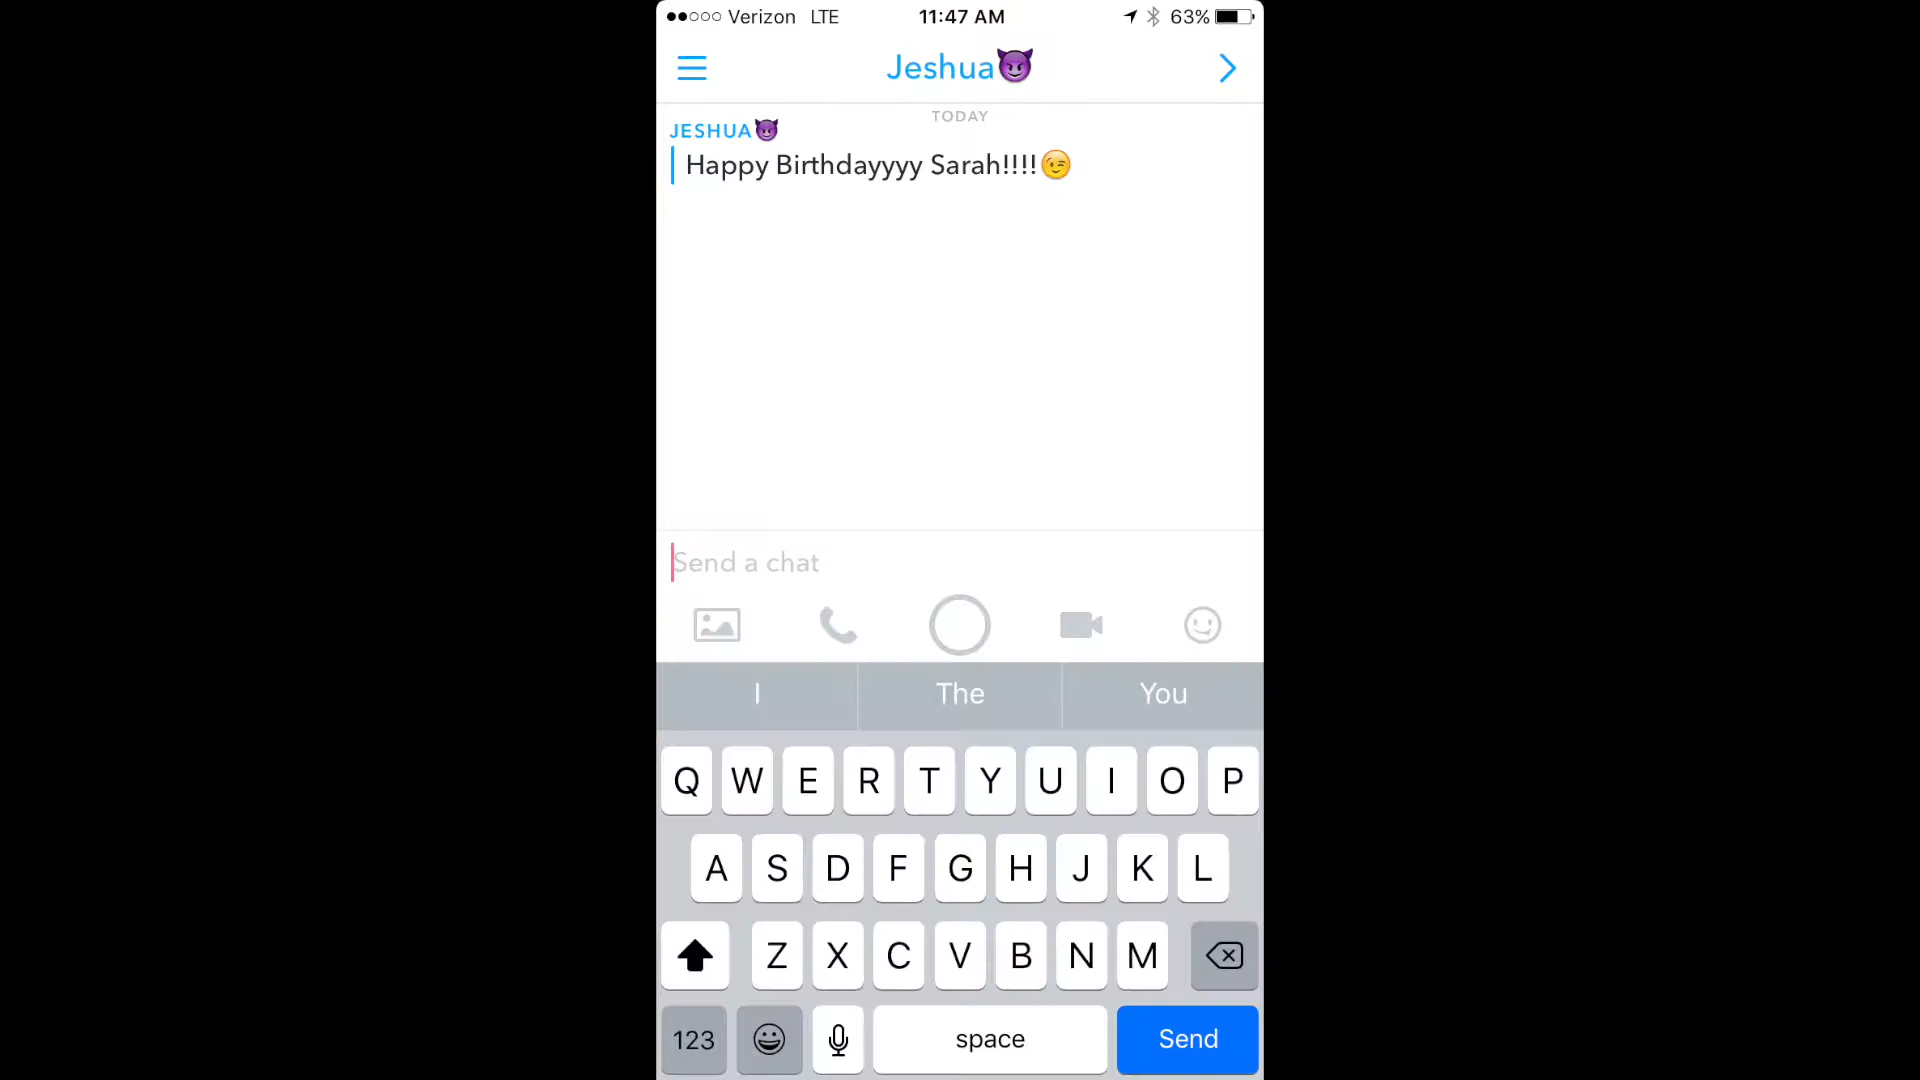 Verizon LTE 11:47 AM 63%
Jeshua😈
TODAY
JESHUA😈
Happy Birthdayyyy Sarah!!!!😉
Send a chat
I The You
Q W E R T Y U I O P
A S D F G H J K L
Z X C V B N M
123 space Send